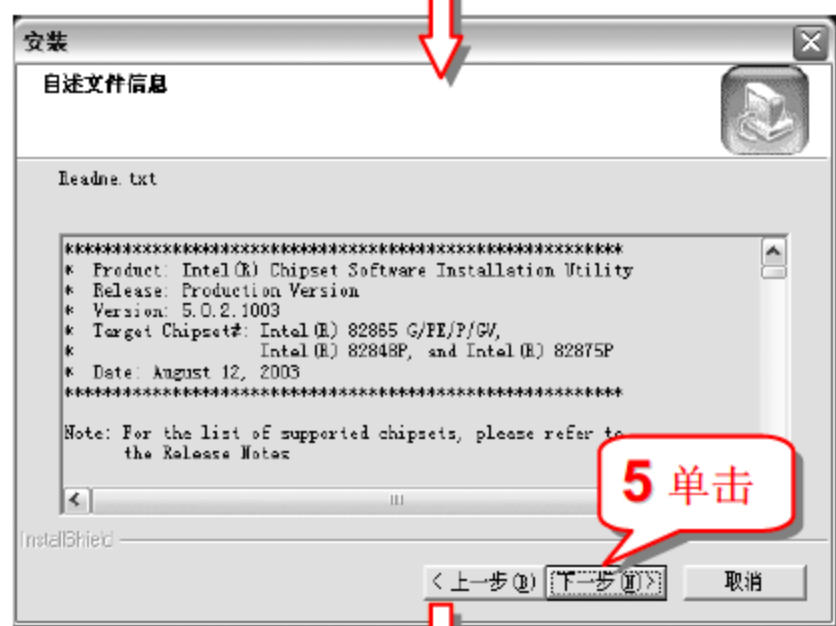 安装
自述文件信息
Readme.txt
*********************************************************
* Product: Intel(R) Chipset Software Installation Utility
* Release: Production Version
* Version: 5.0.2.1003
* Target Chipset#: Intel(R) 82865 G/PE/P/GV,
* Intel(R) 82848P, and Intel(R) 82875P
* Date: August 12, 2003
*********************************************************
Note: For the list of supported chipsets, please refer to
the Release Notes
5 单击
InstallShield
< 上一步(B) 下一步(N)> 取消